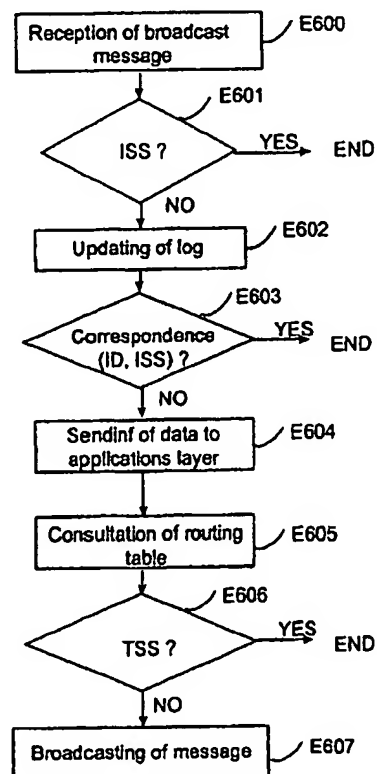 Reception of broadcast
message
E600
E601
ISS ?
YES
END
NO
Updating of log
E602
E603
Correspondence
(ID, ISS) ?
YES
END
NO
Sendinf of data to
applications layer
E604
Consultation of routing
table
E605
E606
TSS ?
YES
END
NO
Broadcasting of message
E607